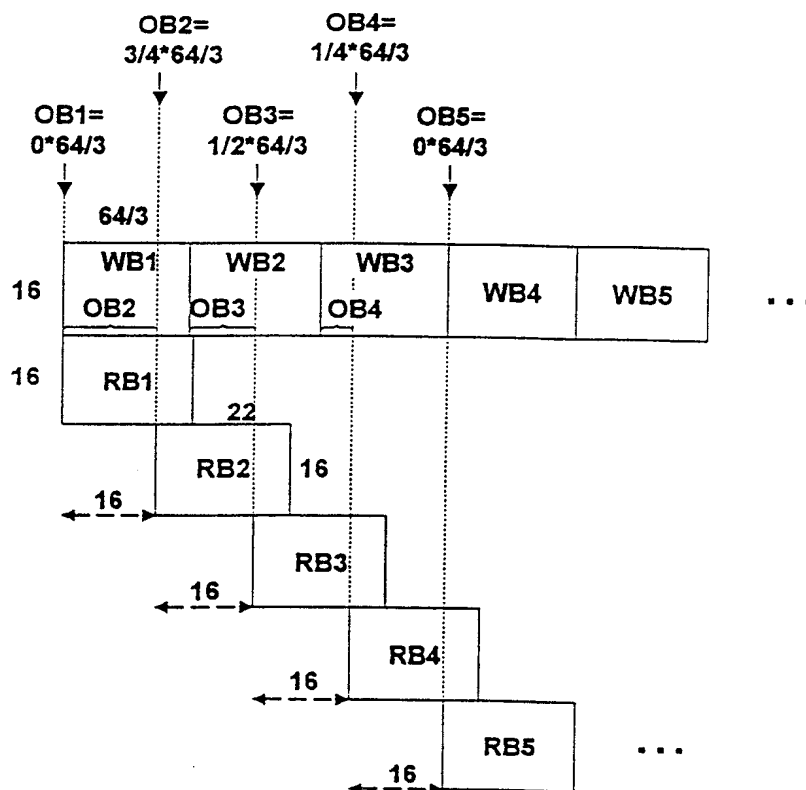 OB2=
3/4*64/3
OB4=
1/4*64/3
OB1=
0*64/3
OB3=
1/2*64/3
OB5=
0*64/3
64/3
WB1
WB2
WB3
WB4
WB5
...
16
OB2
OB3
OB4
16
RB1
22
RB2
16
16
RB3
16
RB4
16
RB5
...
16